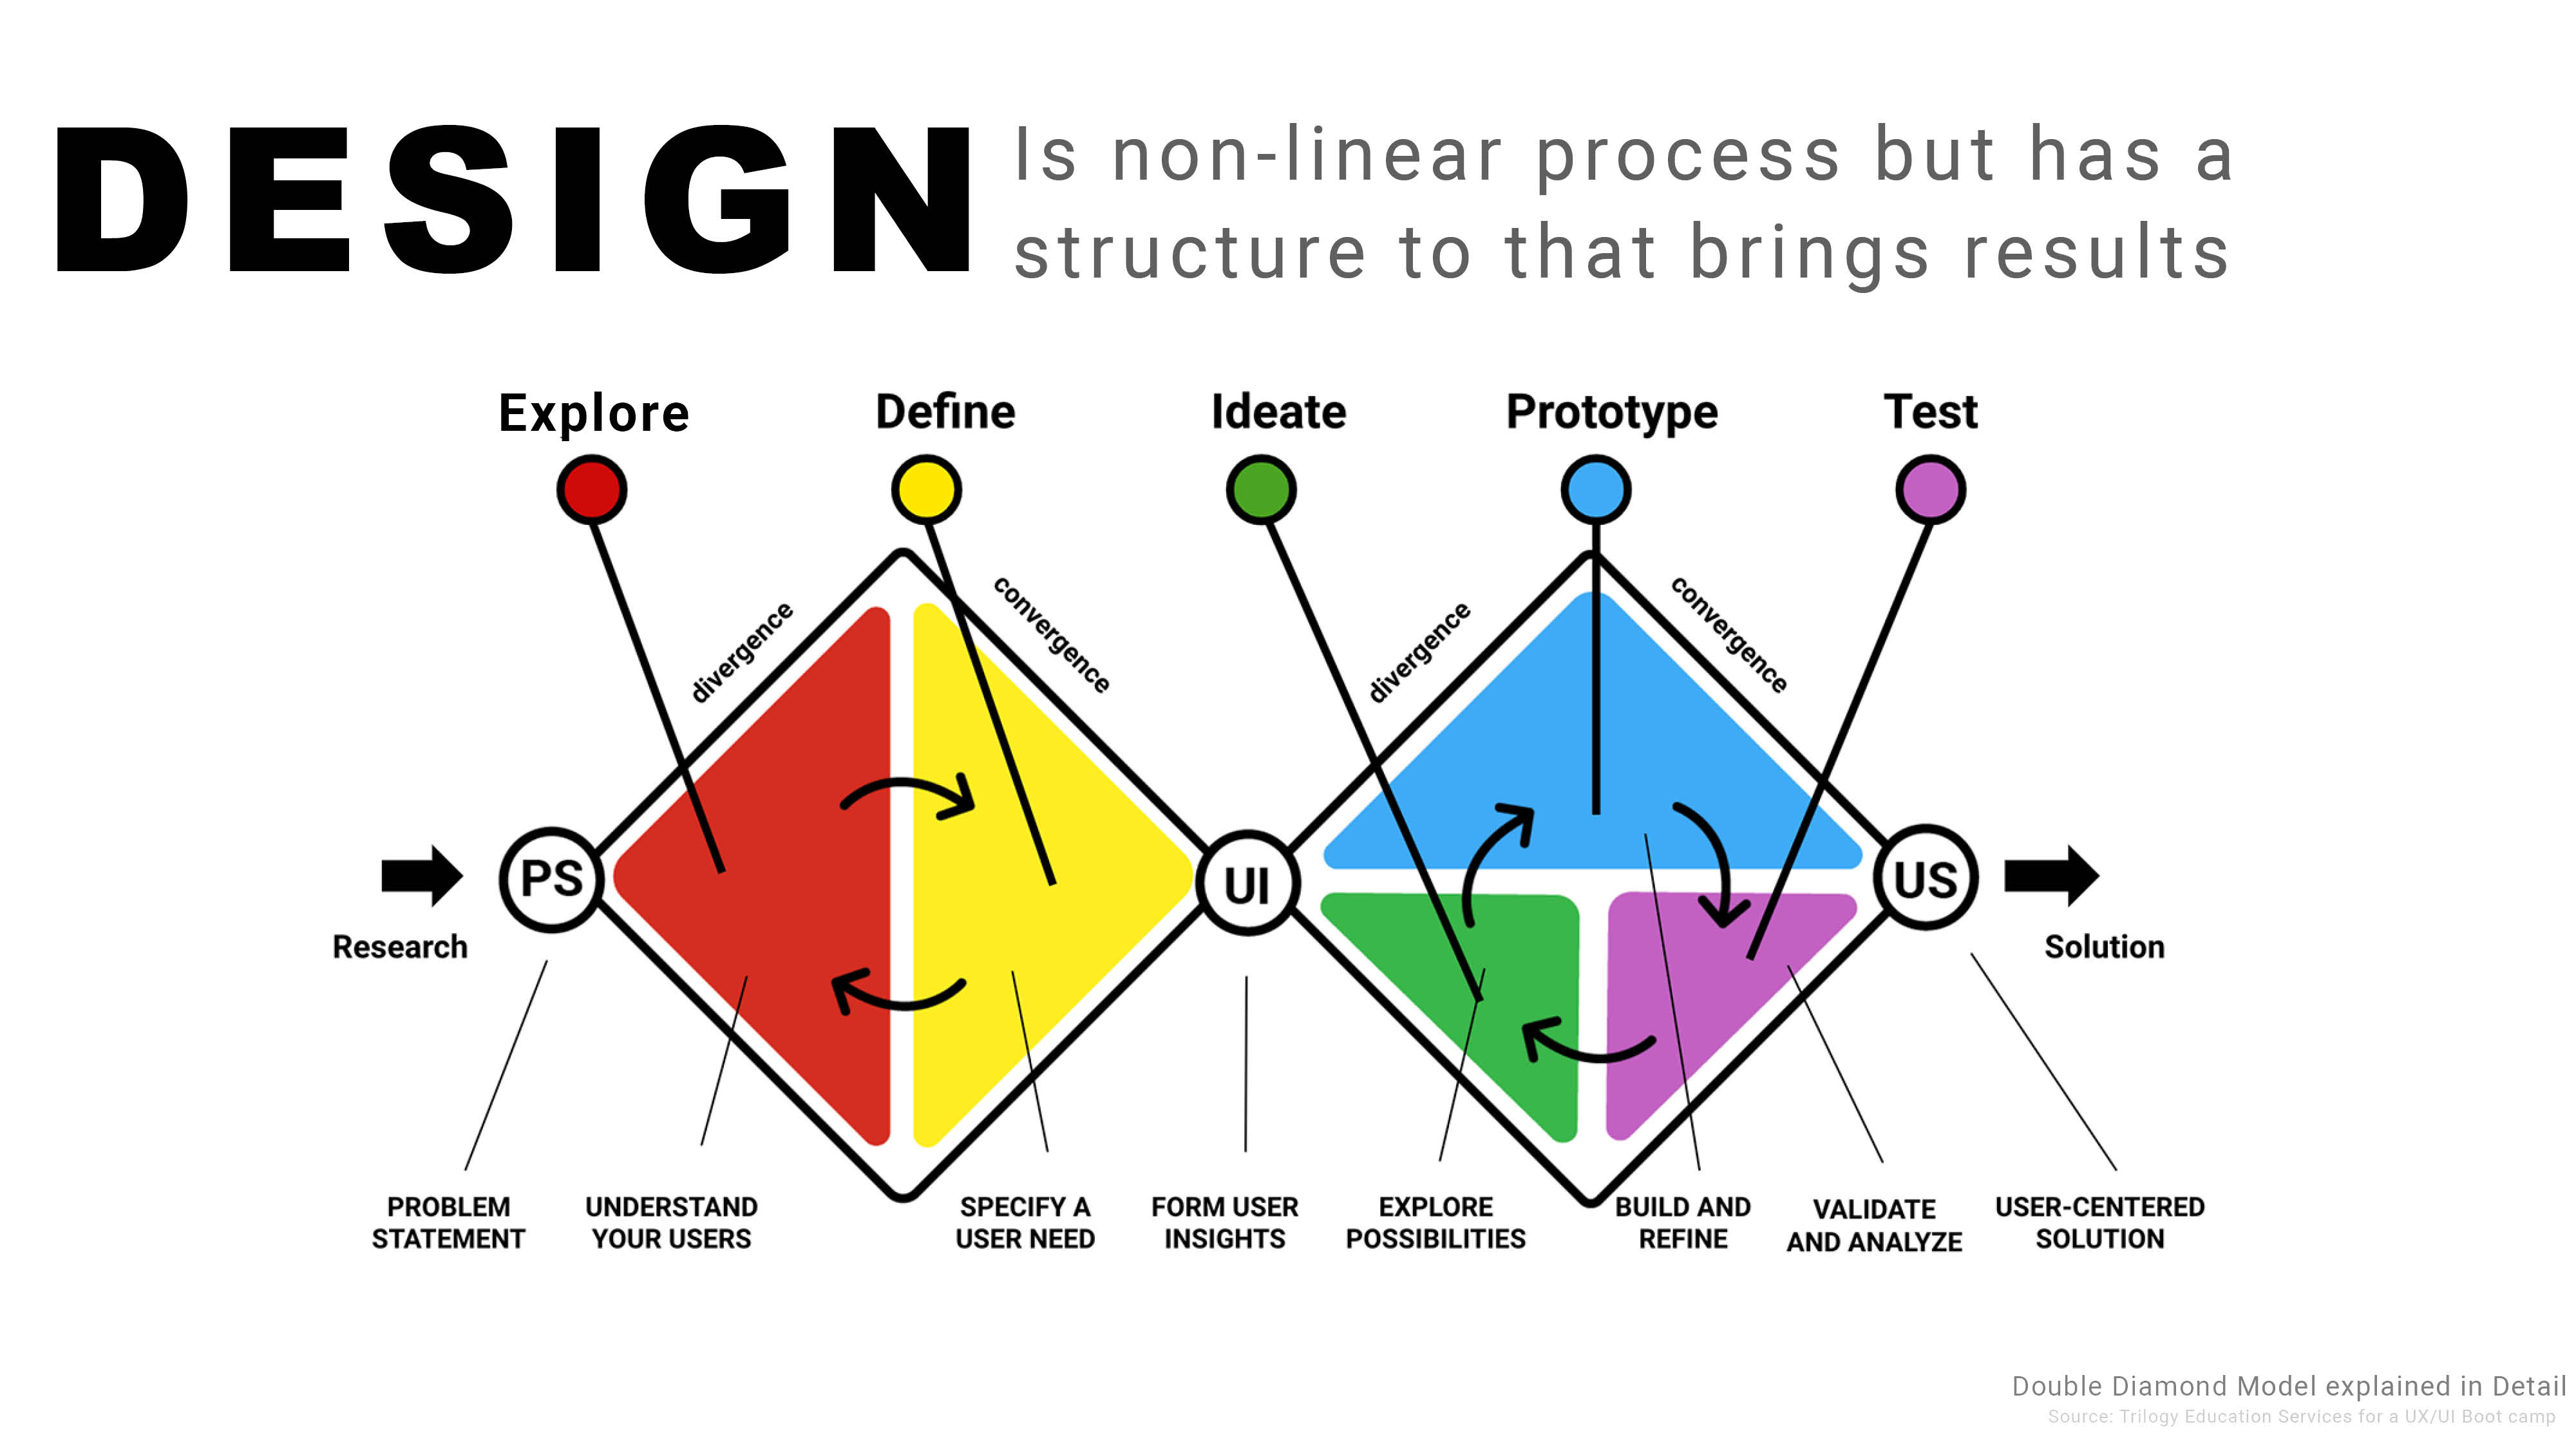 DESIGN
Is non-linear process but has a
structure to that brings results
Explore
Define
Ideate
Prototype
Test
divergence
convergence
divergence
convergence
PS
UI
US
Research
Solution
PROBLEM
STATEMENT
UNDERSTAND
YOUR USERS
SPECIFY A
USER NEED
FORM USER
INSIGHTS
EXPLORE
POSSIBILITIES
BUILD AND
REFINE
VALIDATE
AND ANALYZE
USER-CENTERED
SOLUTION
Double Diamond Model explained in Detail
Source: Trilogy Education Services for a UX/UI Boot camp